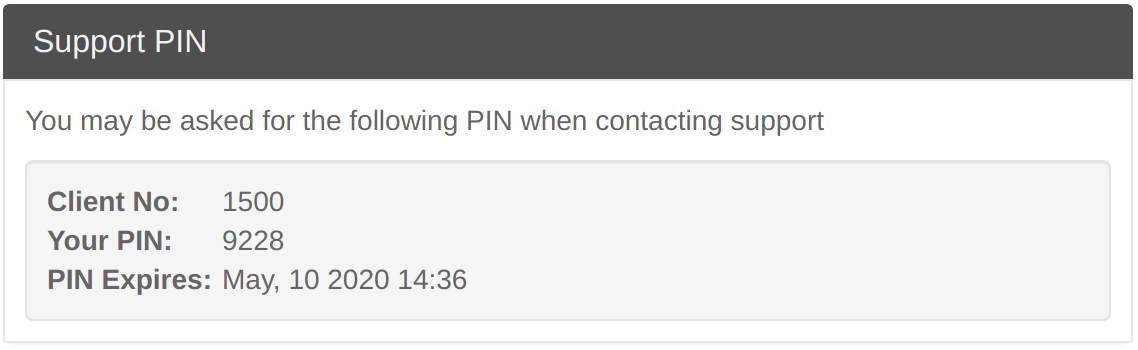 Support PIN
You may be asked for the following PIN when contacting support
Client No: 1500
Your PIN: 9228
PIN Expires: May, 10 2020 14:36